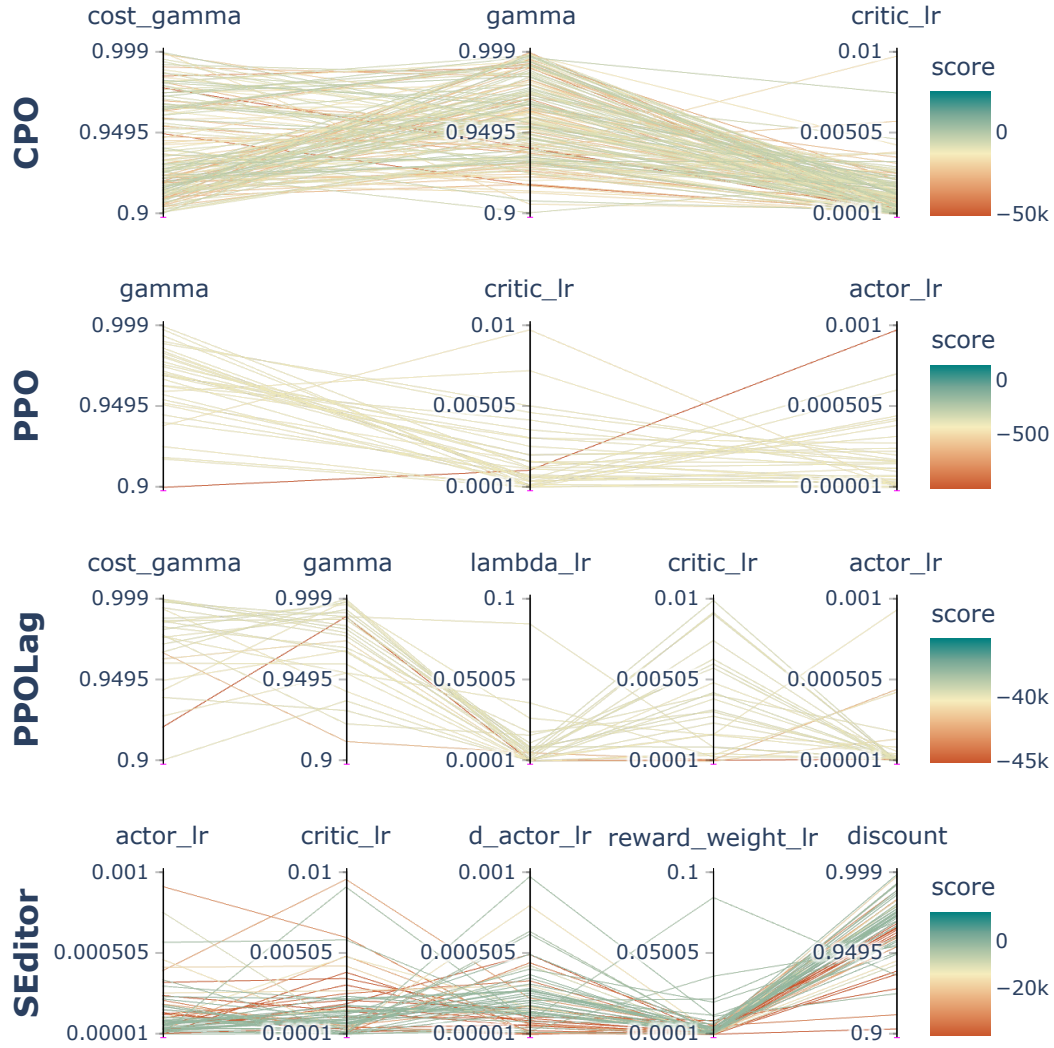 cost_gamma gamma critic_lr
0.999 0.999 0.01
score
0.9495 0.9495 0.00505
0
CPO
0.9 0.9 0.0001
−50k
gamma critic_lr actor_lr
0.999 0.01 0.001
score
0
0.9495 0.00505 0.000505
−500
PPO
0.9 0.0001 0.00001
cost_gamma gamma lambda_lr critic_lr actor_lr
0.999 0.999 0.1 0.01 0.001
score
0.9495 0.9495 0.05005 0.00505 0.000505
−40k
PPOLag
0.9 0.9 0.0001 0.0001 0.00001
−45k
actor_lr critic_lr d_actor_lr reward_weight_lr discount
0.001 0.01 0.001 0.1 0.999
score
0
0.000505 0.00505 0.000505 0.05005 0.9495
−20k
SEditor
0.00001 0.0001 0.00001 0.0001 0.9